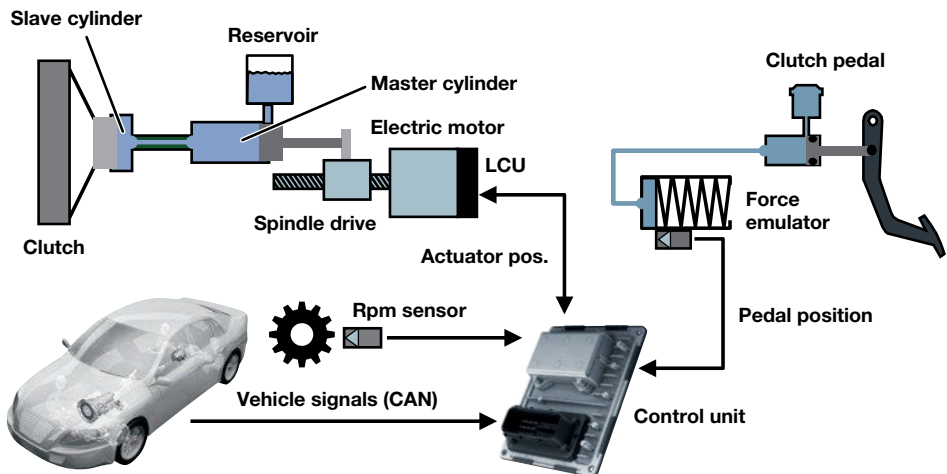 Slave cylinder
Reservoir
Clutch pedal
Master cylinder
Electric motor
LCU
Spindle drive
Force
emulator
Clutch
Actuator pos.
Rpm sensor
Pedal position
Vehicle signals (CAN)
Control unit